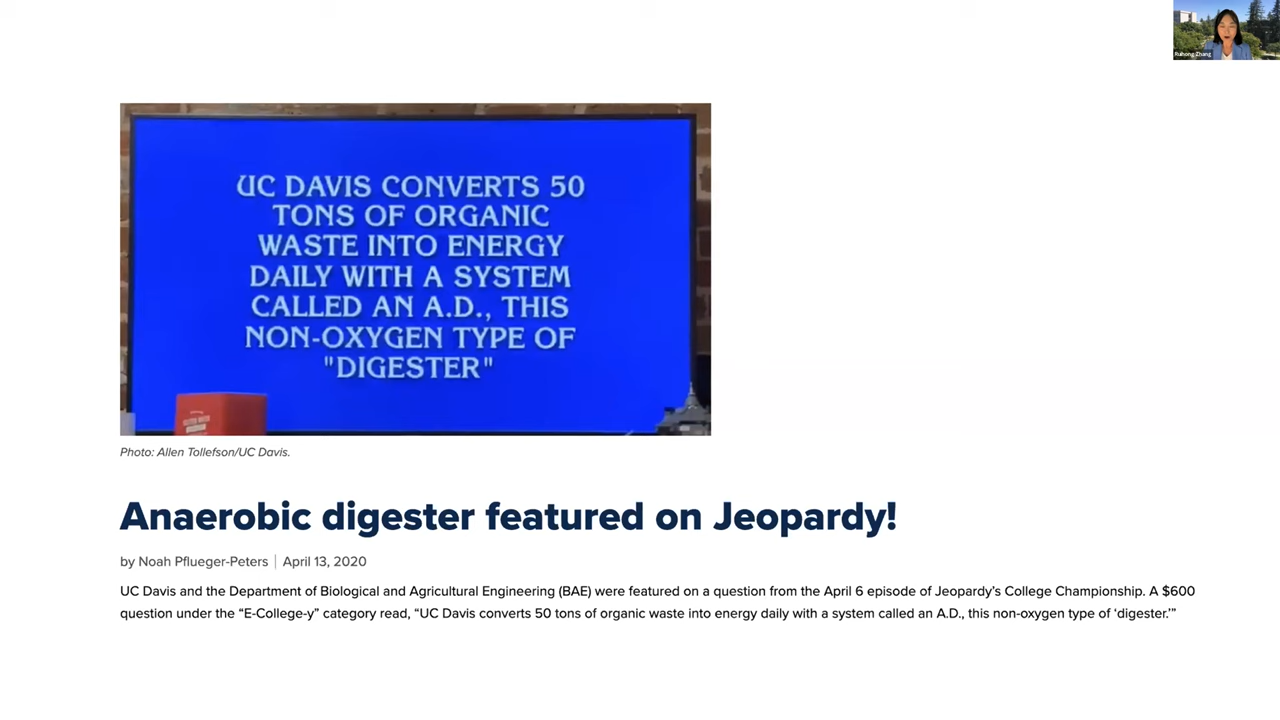 Ruihong Zhang
UC DAVIS CONVERTS 50
TONS OF ORGANIC
WASTE INTO ENERGY
DAILY WITH A SYSTEM
CALLED AN A.D., THIS
NON-OXYGEN TYPE OF
"DIGESTER"
Photo: Allen Tollefson/UC Davis.
Anaerobic digester featured on Jeopardy!
by Noah Pflueger-Peters | April 13, 2020
UC Davis and the Department of Biological and Agricultural Engineering (BAE) were featured on a question from the April 6 episode of Jeopardy’s College Championship. A $600
question under the “E-College-y” category read, “UC Davis converts 50 tons of organic waste into energy daily with a system called an A.D., this non-oxygen type of ‘digester.’”